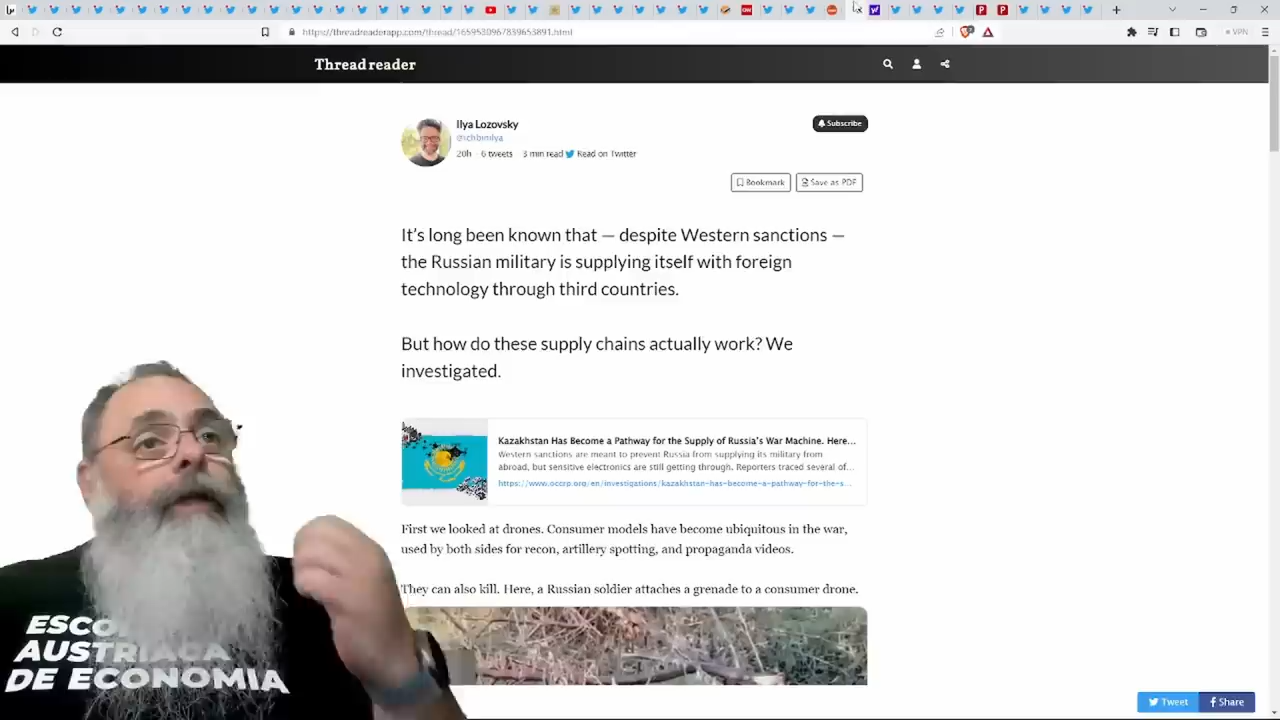 https://threadreaderapp.com/thread/1659530967839653891.html
VPN
Thread reader
Ilya Lozovsky
@ichbinilya
Subscribe
20h 6 tweets 3 min read Read on Twitter
Bookmark
Save as PDF
It's long been known that — despite Western sanctions —
the Russian military is supplying itself with foreign
technology through third countries.
But how do these supply chains actually work? We
investigated.
Kazakhstan Has Become a Pathway for the Supply of Russia's War Machine. Here...
Western sanctions are meant to prevent Russia from supplying its military from
abroad, but sensitive electronics are still getting through. Reporters traced several of...
https://www.occrp.org/en/investigations/kazakhstan-has-become-a-pathway-for-the-s...
First we looked at drones. Consumer models have become ubiquitous in the war,
used by both sides for recon, artillery spotting, and propaganda videos.
They can also kill. Here, a Russian soldier attaches a grenade to a consumer drone.
AUSTRIACA
DE ECONOMIA
Tweet
Share